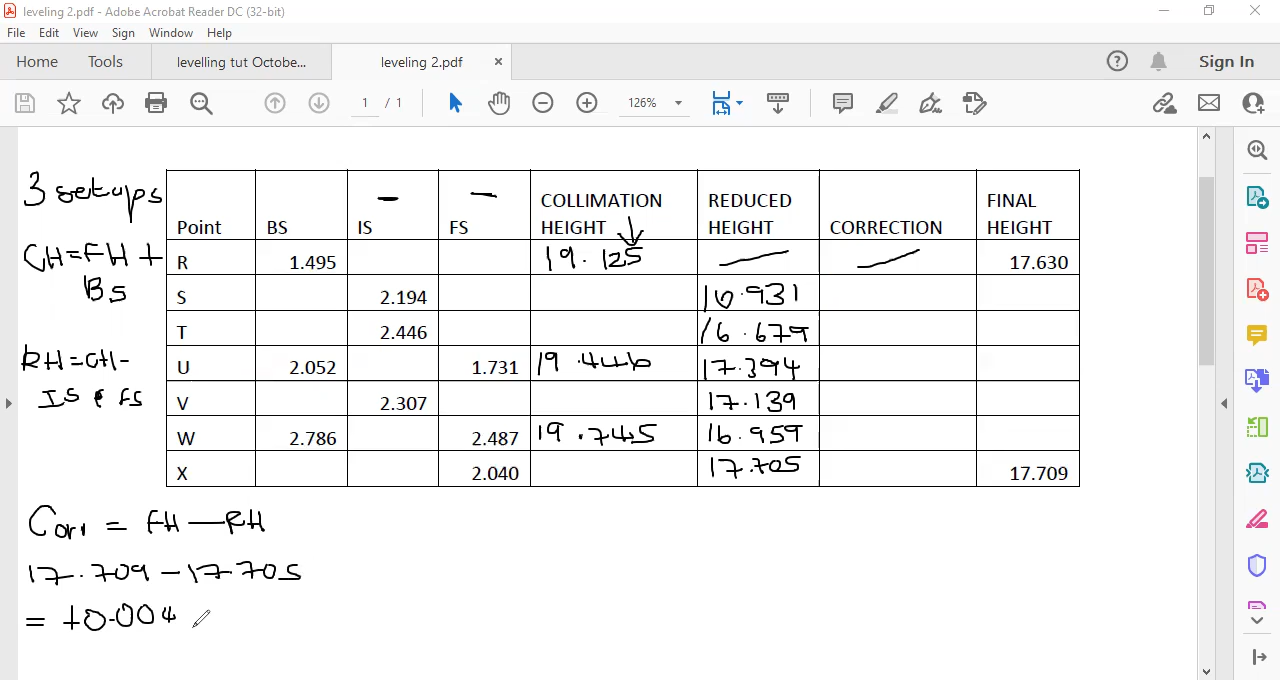 leveling 2.pdf - Adobe Acrobat Reader DC (32-bit)
File Edit View Sign Window Help
Home Tools levelling tut Octobe... leveling 2.pdf × ? Sign In
1 / 1 126%
3 setups
CH=FH+
BS
RH=CH-
IS & FS
Point BS IS FS COLLIMATION HEIGHT REDUCED HEIGHT CORRECTION FINAL HEIGHT
R 1.495 19.125 17.630
S 2.194 16.931
T 2.446 16.679
U 2.052 1.731 19.446 17.394
V 2.307 17.139
W 2.786 2.487 19.745 16.959
X 2.040 17.705 17.709
Corr = FH — RH
17.709 - 17.705
= +0.004